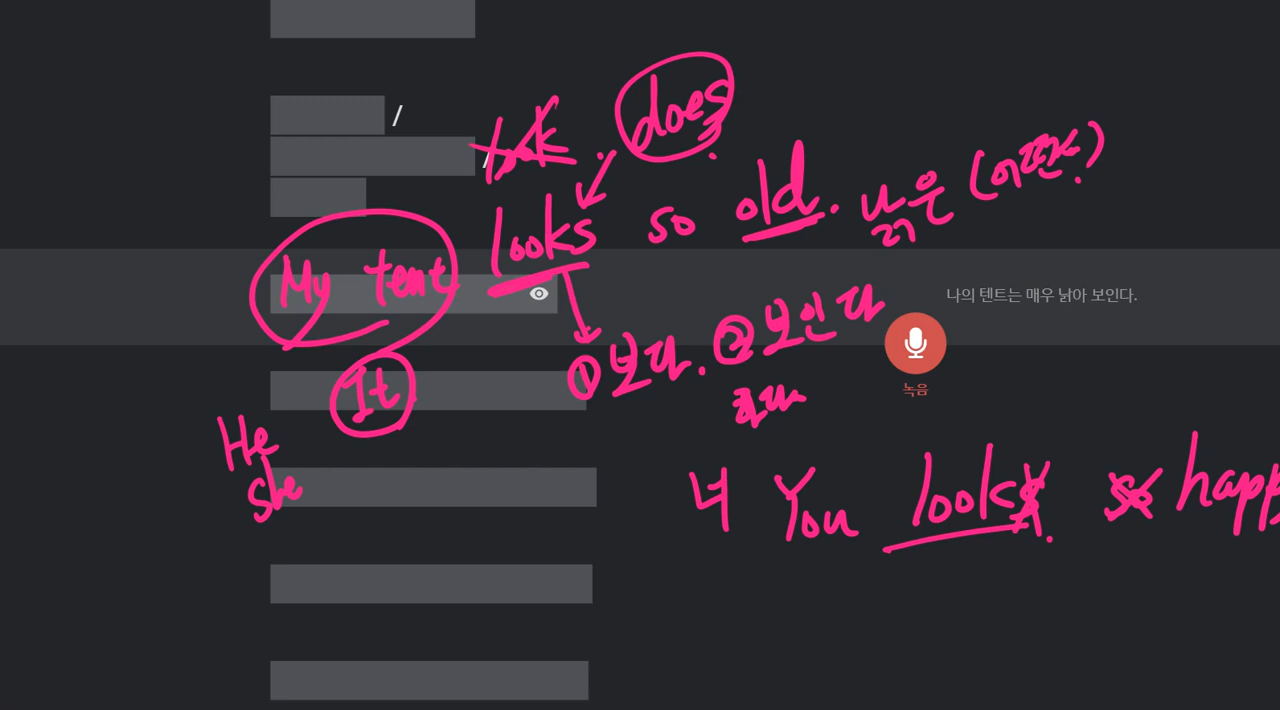 /
does
look /
looks so old. 낡은 (어떤)
My tent
나의 텐트는 매우 낡아 보인다.
①보다. ②보인다
It
녹음
He
she
너 You looks so happ